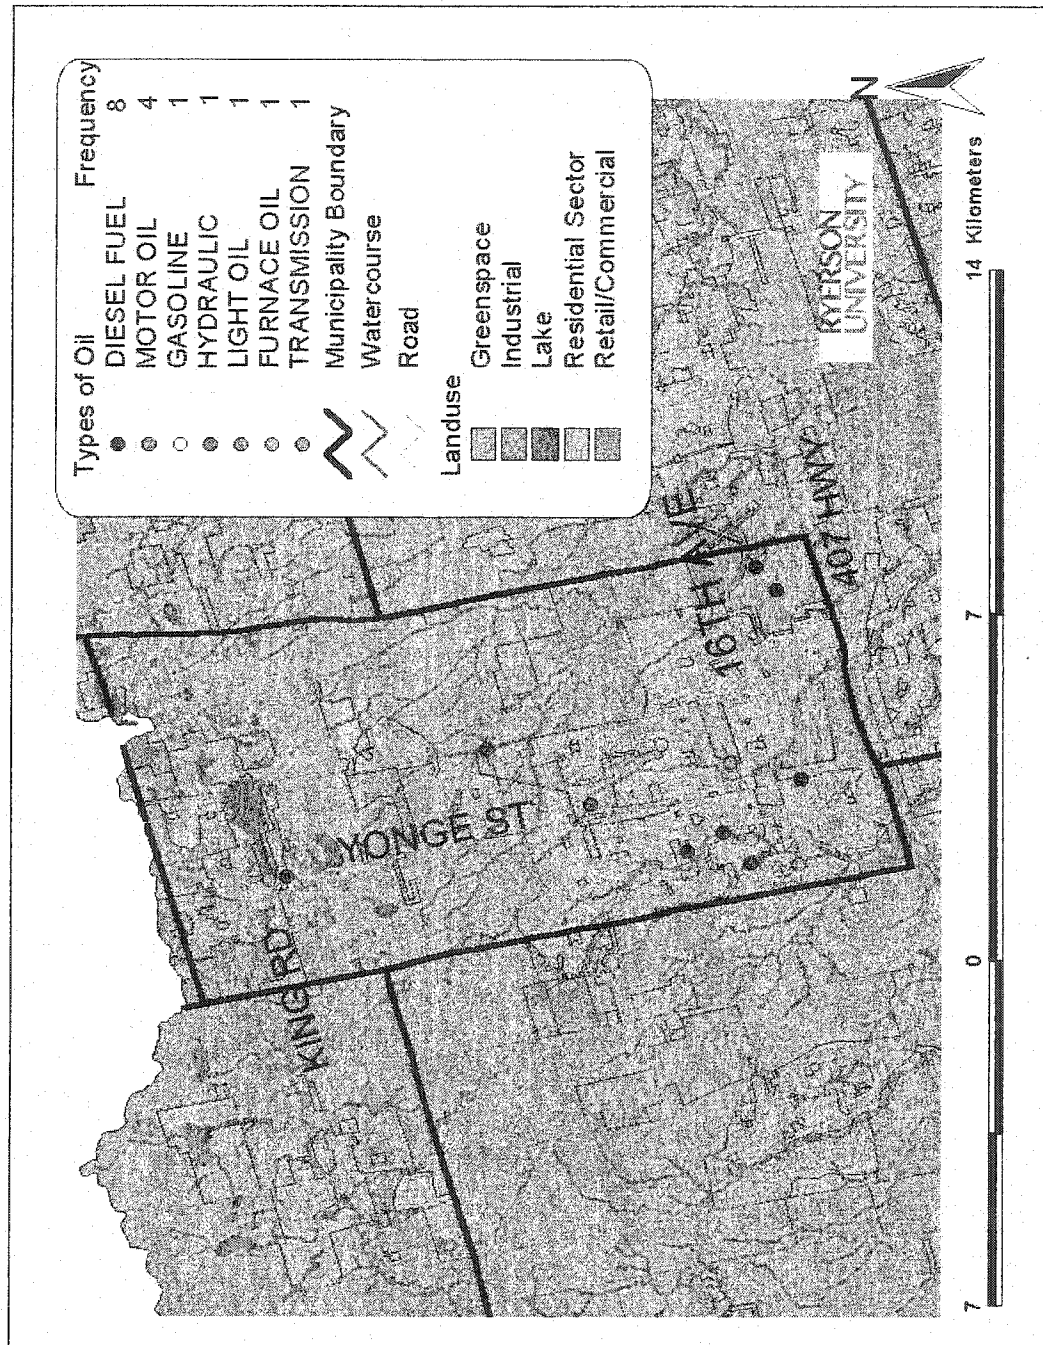 Types of Oil Frequency
DIESEL FUEL 8
MOTOR OIL 4
GASOLINE 1
HYDRAULIC 1
LIGHT OIL 1
FURNACE OIL 1
TRANSMISSION 1
Municipality Boundary
Watercourse
Road
Landuse
Greenspace
Industrial
Lake
Residential Sector
Retail/Commercial
KING RD
YONGE ST
16TH AVE
407 HWY
RYERSON
UNIVERSITY
N
7 0 7 14 Kilometers